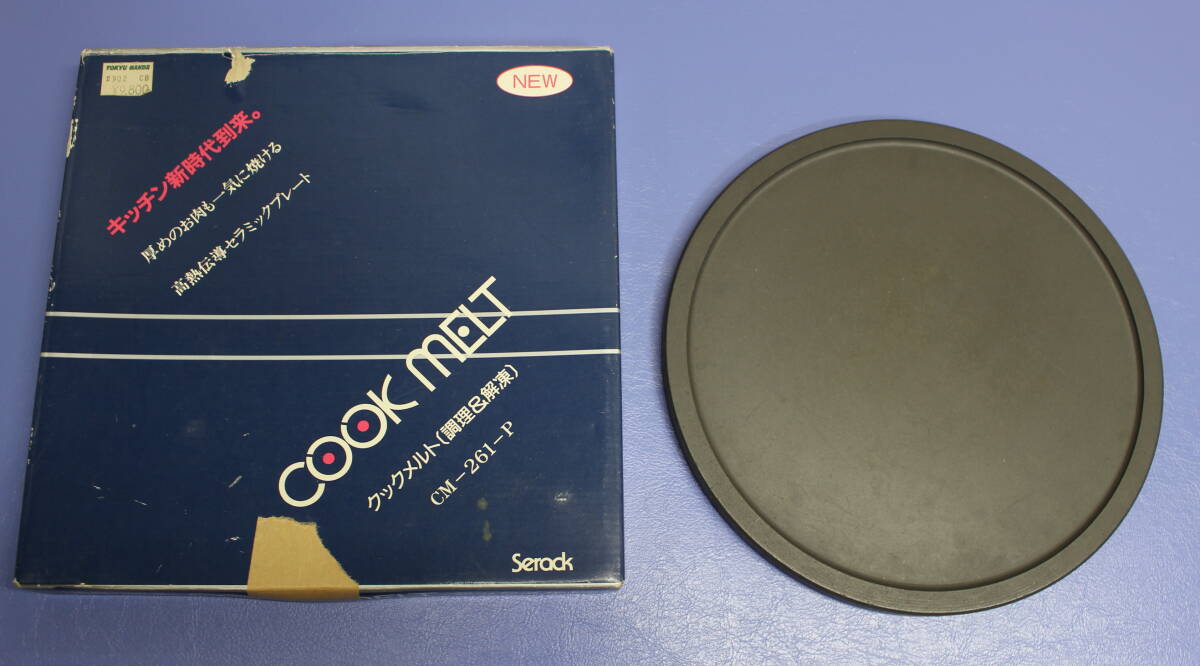 TOKYU HANDS
¥9,800
NEW
キッチン新時代到来。
厚めのお肉も一気に焼ける
高熱伝導セラミックプレート
COOK MELT
クックメルト(調理&解凍)
CM-261-P
Serack